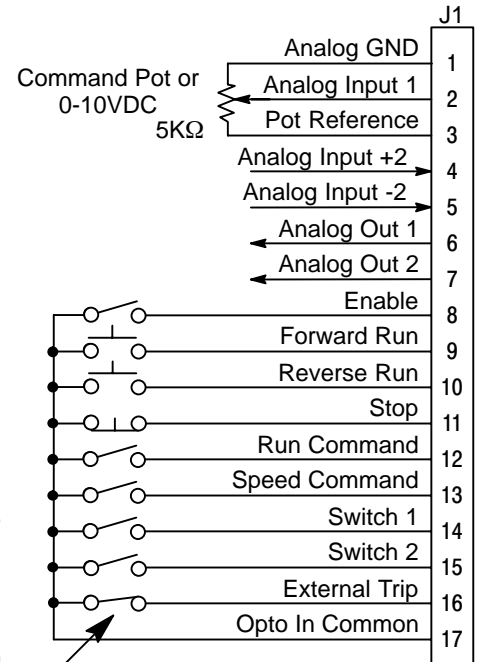 J1
Analog GND 1
Command Pot or
0-10VDC
5KΩ
Analog Input 1 2
Pot Reference 3
Analog Input +2 4
Analog Input -2 5
Analog Out 1 6
Analog Out 2 7
Enable 8
Forward Run 9
Reverse Run 10
Stop 11
Run Command 12
Speed Command 13
Switch 1 14
Switch 2 15
External Trip 16
Opto In Common 17